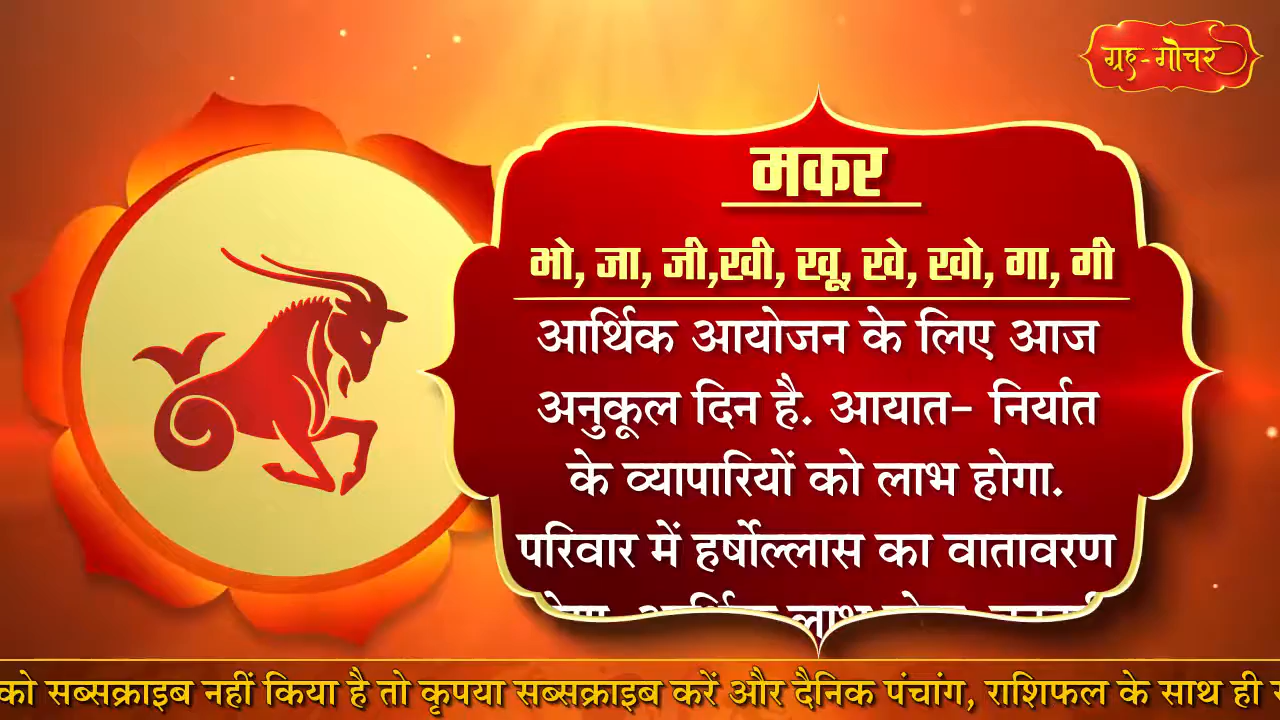 ग्रह-गोचर
मकर
भो, जा, जी,खी, खू, खे, खो, गा, गी
आर्थिक आयोजन के लिए आज
अनुकूल दिन है. आयात- निर्यात
के व्यापारियों को लाभ होगा.
परिवार में हर्षोल्लास का वातावरण
को सब्सक्राइब नहीं किया है तो कृपया सब्सक्राइब करें और दैनिक पंचांग, राशिफल के साथ ही